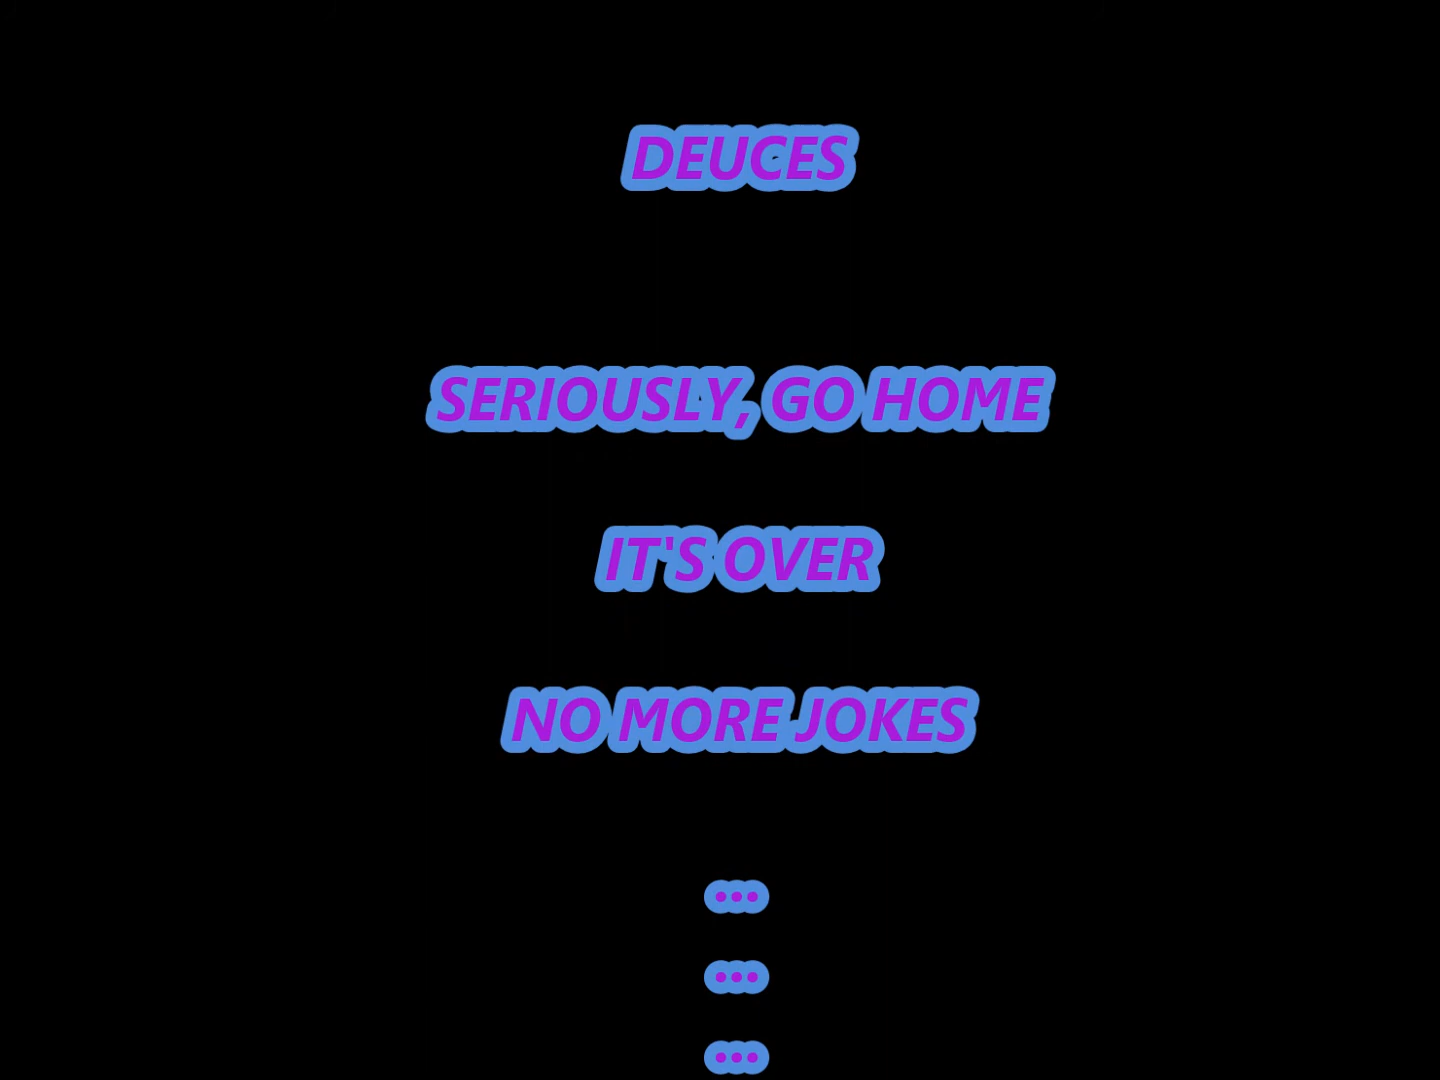 DEUCES
SERIOUSLY, GO HOME
IT'S OVER
NO MORE JOKES
...
...
...